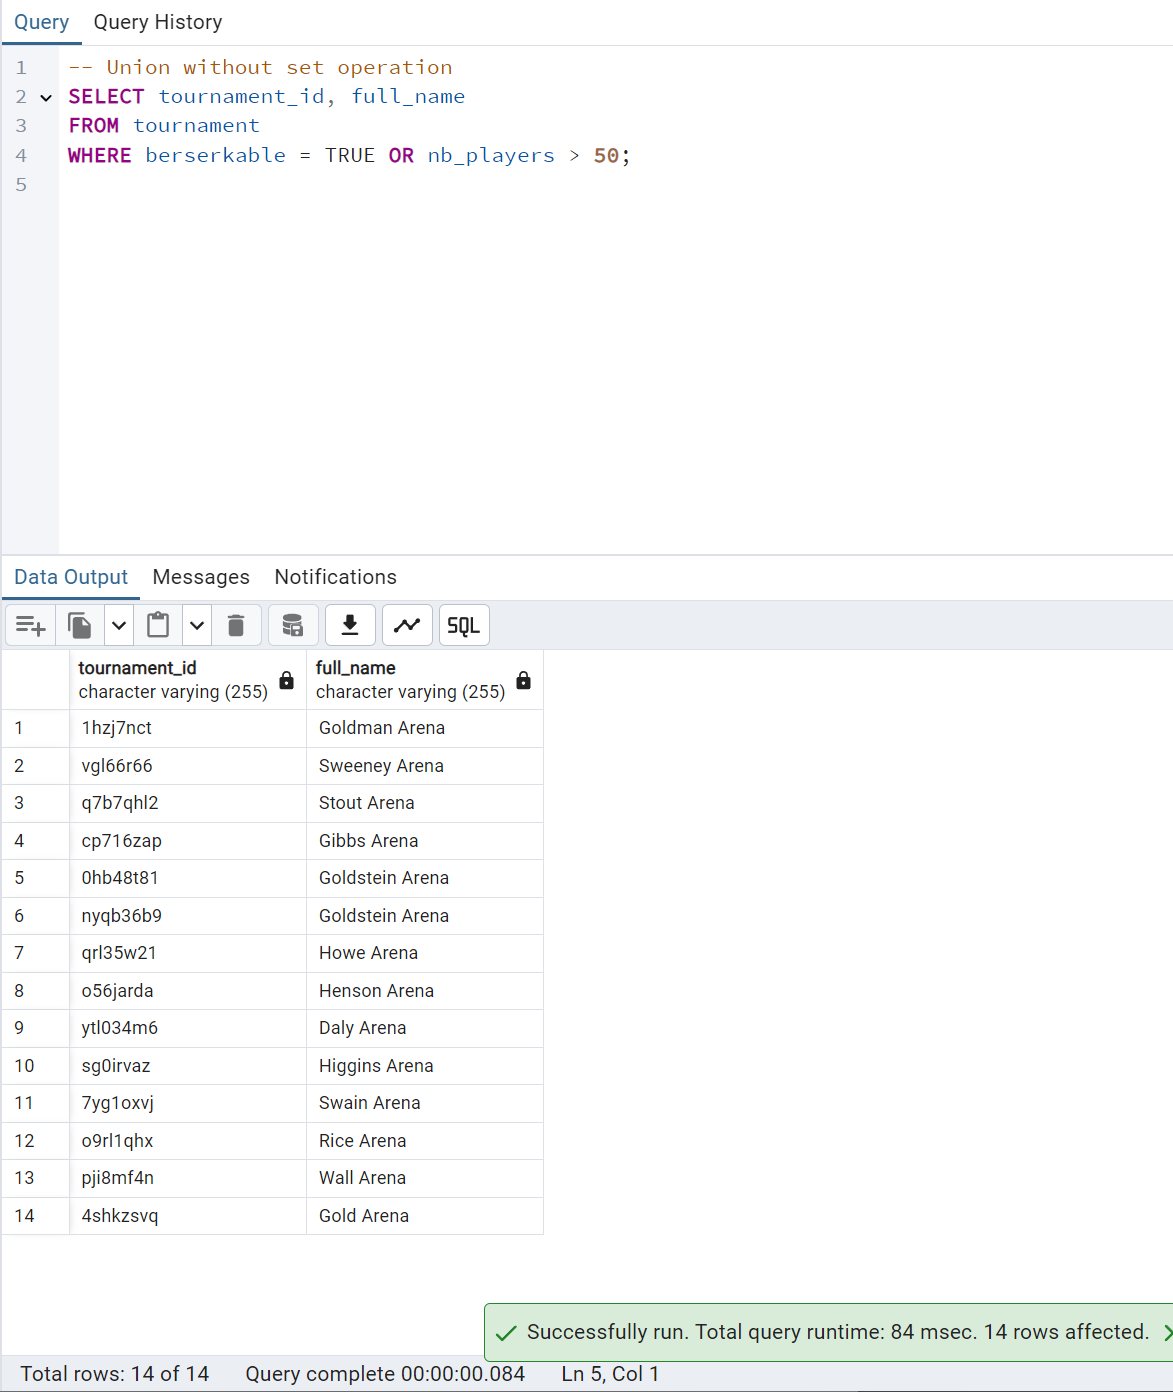 Query Query History
1 -- Union without set operation
2 SELECT tournament_id, full_name
3 FROM tournament
4 WHERE berserkable = TRUE OR nb_players > 50;
5
Data Output Messages Notifications
SQL
tournament_id full_name
character varying (255) character varying (255)
1 1hzj7nct Goldman Arena
2 vgl66r66 Sweeney Arena
3 q7b7qhl2 Stout Arena
4 cp716zap Gibbs Arena
5 0hb48t81 Goldstein Arena
6 nyqb36b9 Goldstein Arena
7 qrl35w21 Howe Arena
8 o56jarda Henson Arena
9 ytl034m6 Daly Arena
10 sg0irvaz Higgins Arena
11 7yg1oxvj Swain Arena
12 o9rl1qhx Rice Arena
13 pji8mf4n Wall Arena
14 4shkzsvq Gold Arena
Successfully run. Total query runtime: 84 msec. 14 rows affected.
Total rows: 14 of 14 Query complete 00:00:00.084 Ln 5, Col 1